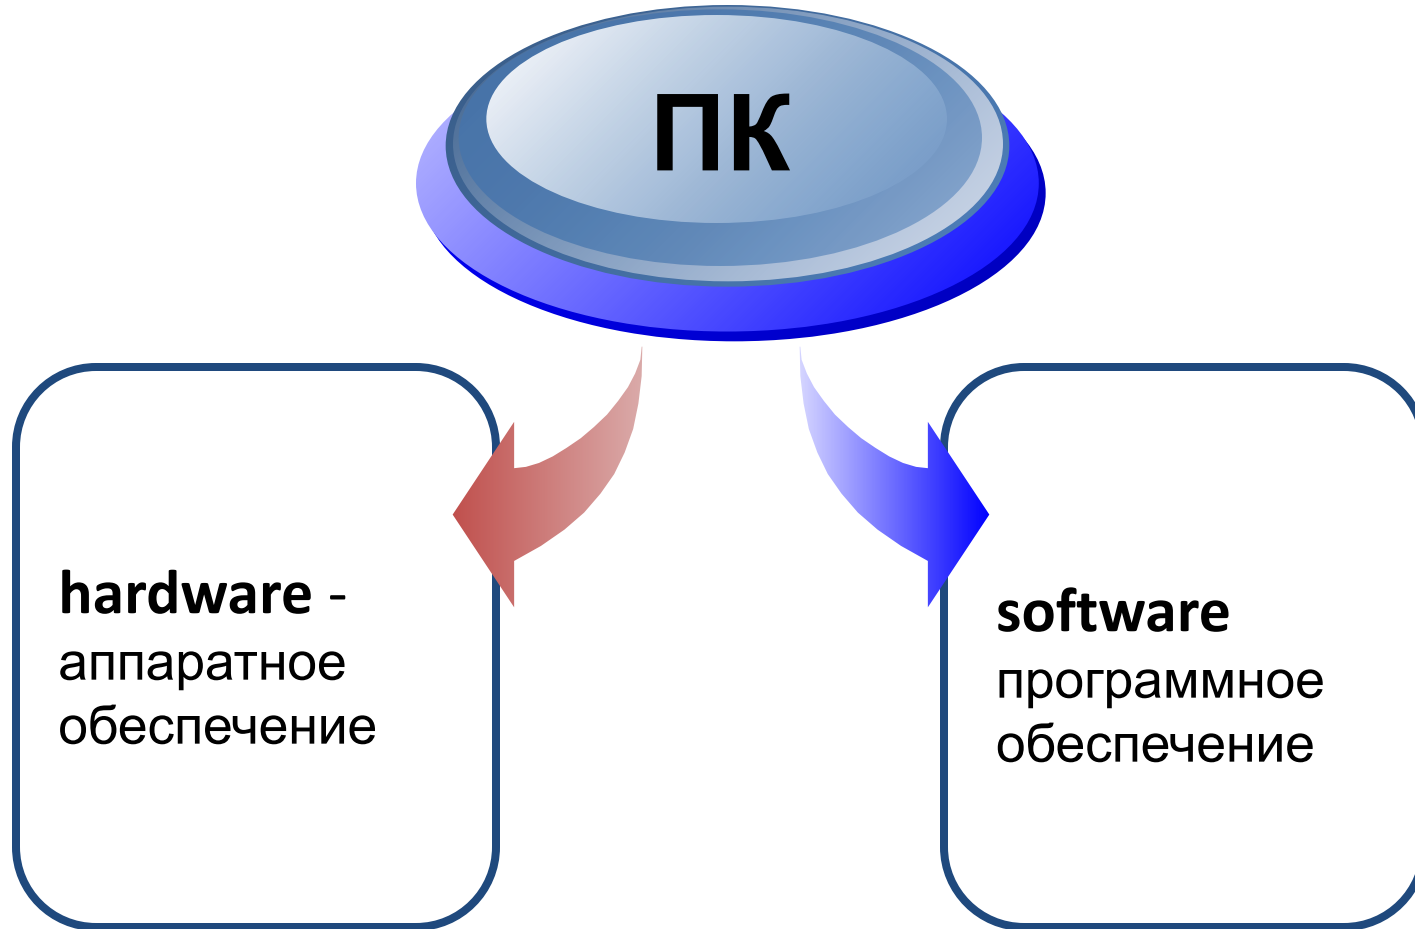 ПК
hardware -
аппаратное
обеспечение
software
программное
обеспечение